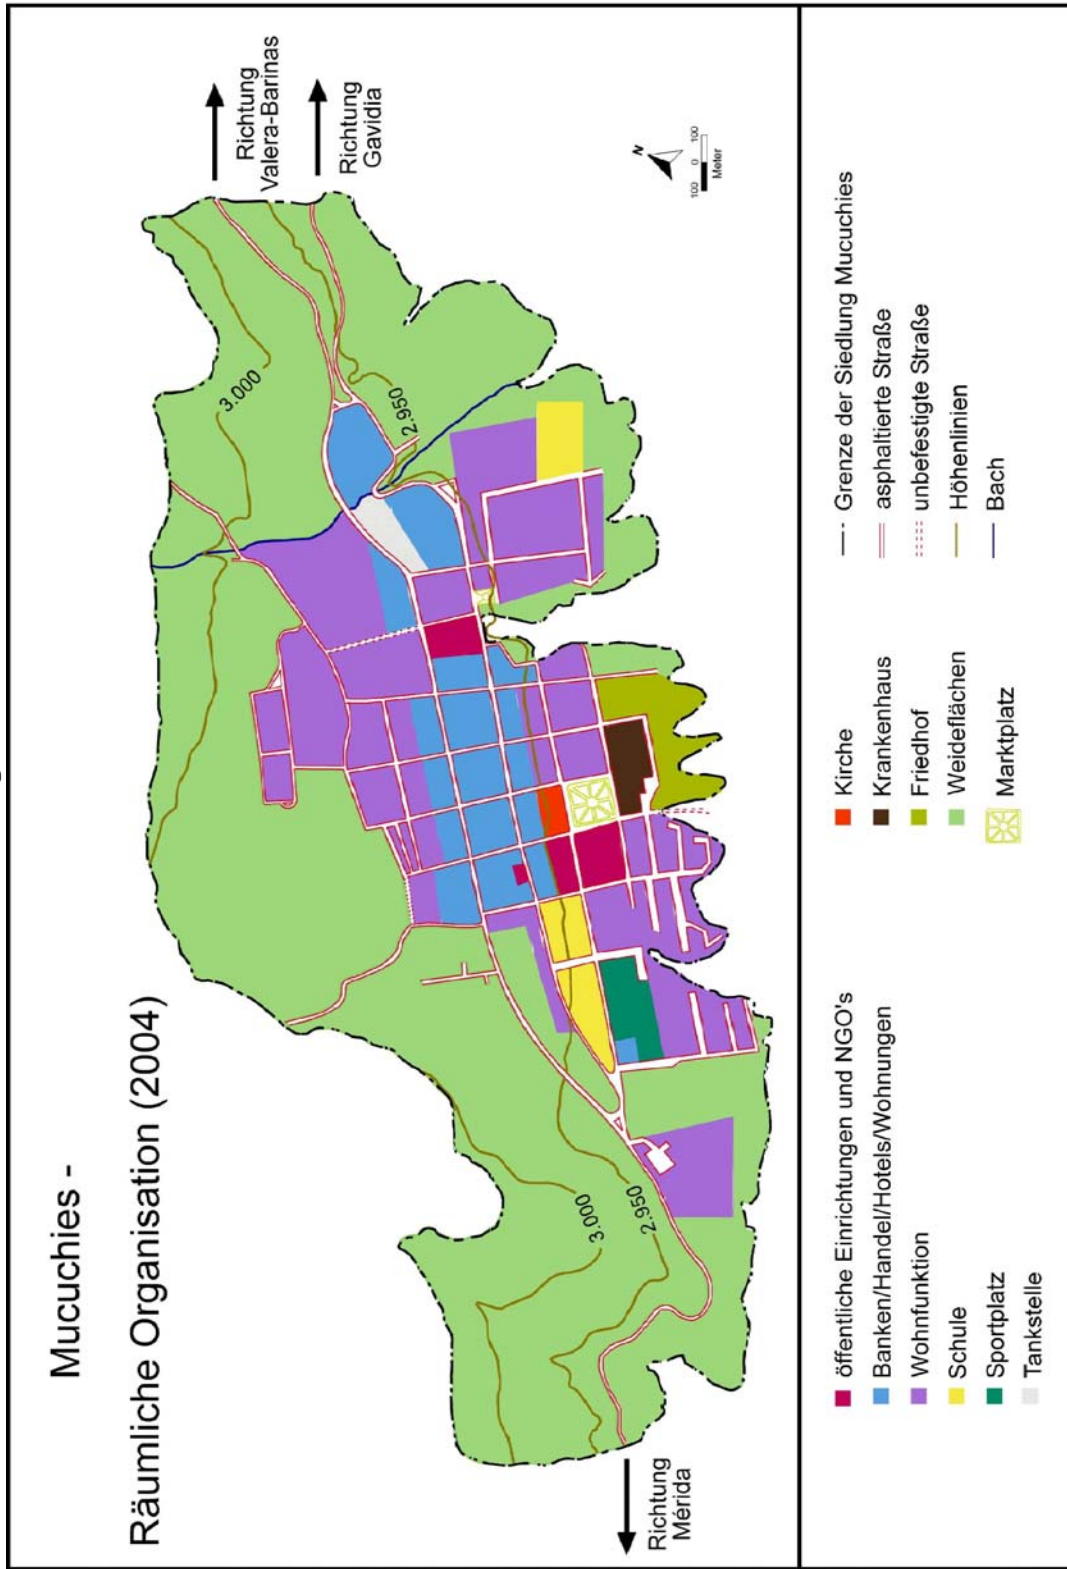 Mucuchies -
Räumliche Organisation (2004)
Richtung
Valera-Barinas
Richtung
Gavidia
Richtung
Mérida
3.000
2.950
3.000
2.950
N
100 100
Meter
öffentliche Einrichtungen und NGO's
Banken/Handel/Hotels/Wohnungen
Wohnfunktion
Schule
Sportplatz
Tankstelle
Kirche
Krankenhaus
Friedhof
Weideflächen
Marktplatz
Grenze der Siedlung Mucuchies
asphaltierte Straße
unbefestigte Straße
Höhenlinien
Bach